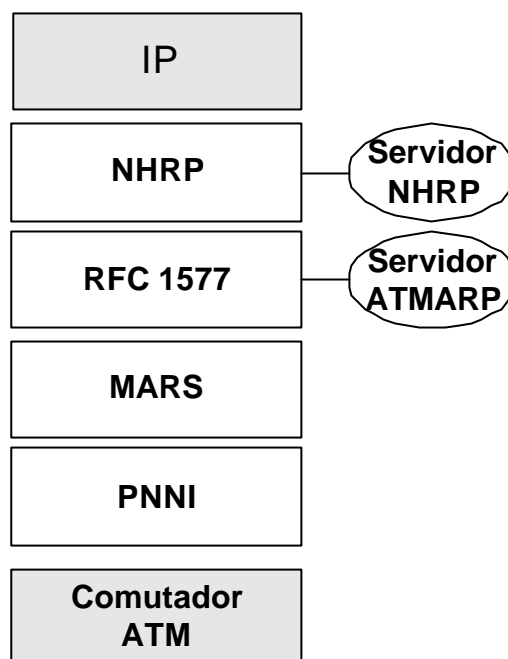 IP
NHRP
Servidor
NHRP
RFC 1577
Servidor
ATMARP
MARS
PNNI
Comutador
ATM